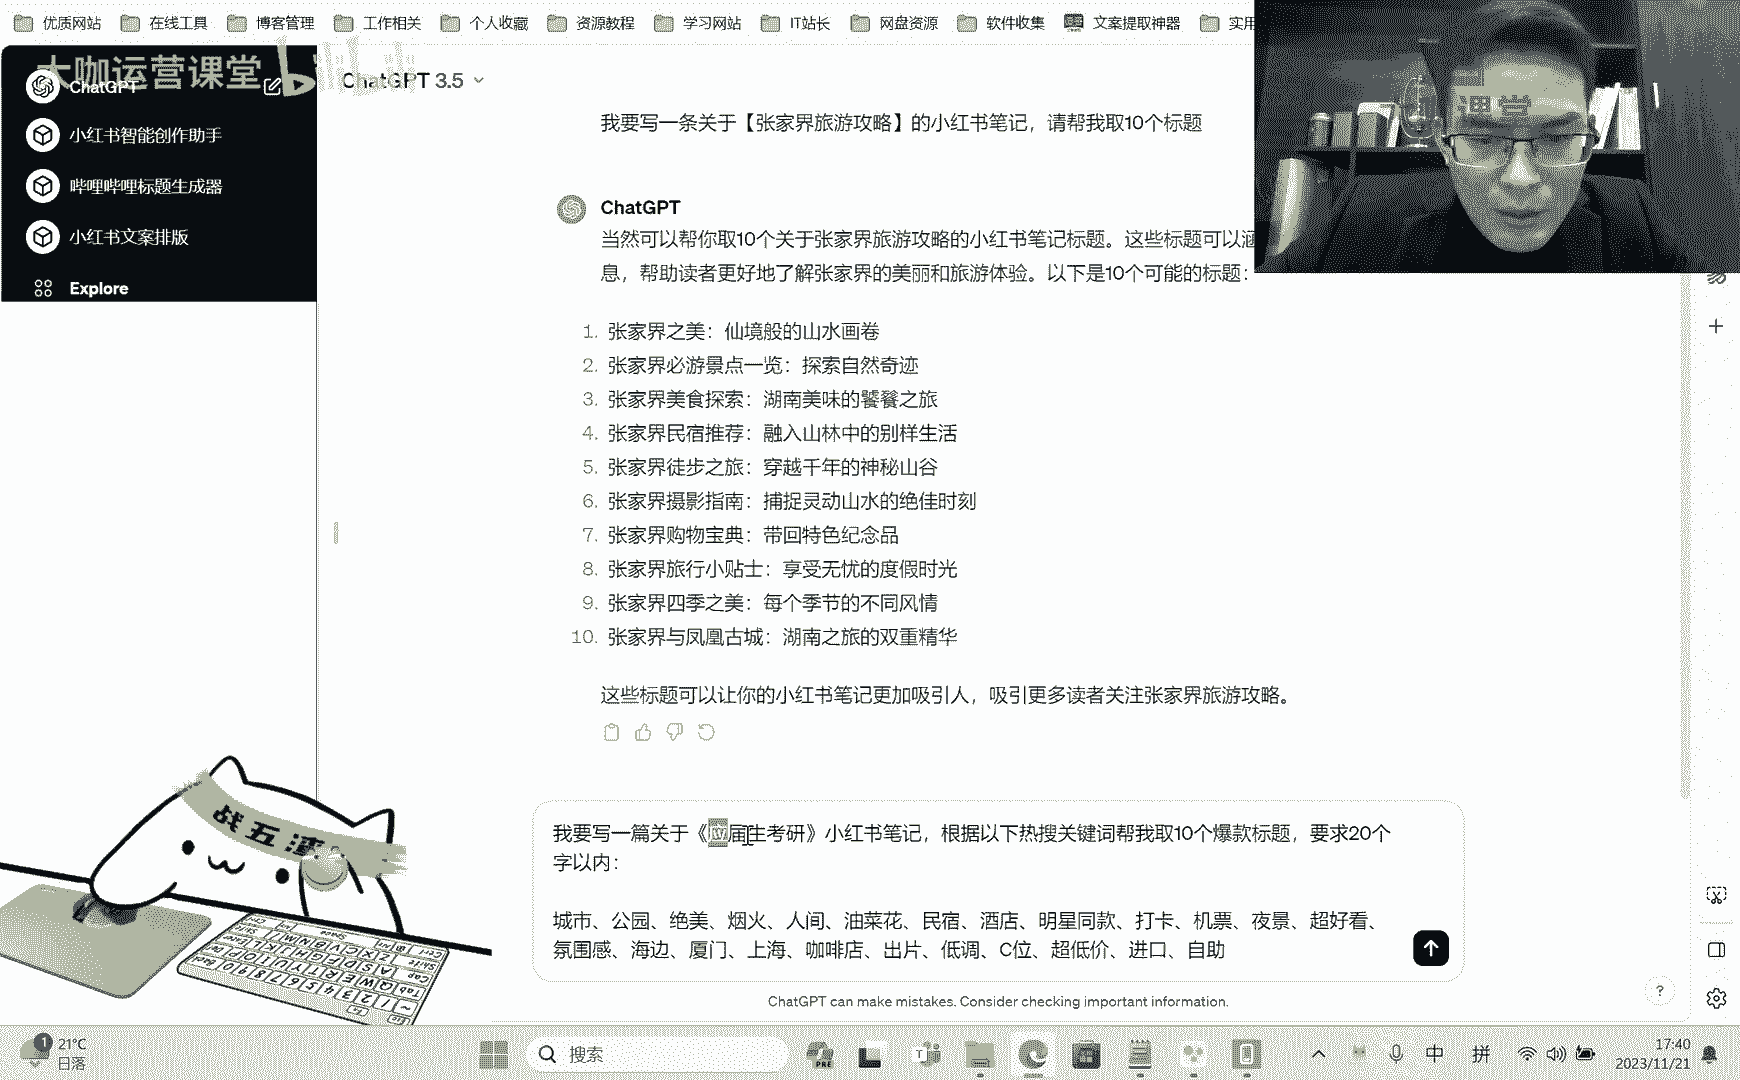 优质网站 在线工具 博客管理 工作相关 个人收藏 资源教程 学习网站 IT站长 网盘资源 软件收集 文案提取神器 实用
大咖运营课堂
ChatGPT
小红书智能创作助手
哔哩哔哩标题生成器
小红书文案排版
Explore
ChatGPT 3.5
课堂
我要写一条关于【张家界旅游攻略】的小红书笔记，请帮我取10个标题
ChatGPT
当然可以帮你取10个关于张家界旅游攻略的小红书笔记标题。这些标题可以涵
息，帮助读者更好地了解张家界的美丽和旅游体验。以下是10个可能的标题：
1. 张家界之美：仙境般的山水画卷
2. 张家界必游景点一览：探索自然奇迹
3. 张家界美食探索：湖南美味的饕餮之旅
4. 张家界民宿推荐：融入山林中的别样生活
5. 张家界徒步之旅：穿越千年的神秘山谷
6. 张家界摄影指南：捕捉灵动山水的绝佳时刻
7. 张家界购物宝典：带回特色纪念品
8. 张家界旅行小贴士：享受无忧的度假时光
9. 张家界四季之美：每个季节的不同风情
10. 张家界与凤凰古城：湖南之旅的双重精华
这些标题可以让你的小红书笔记更加吸引人，吸引更多读者关注张家界旅游攻略。
我要写一篇关于《应届生考研》小红书笔记，根据以下热搜关键词帮我取10个爆款标题，要求20个
字以内：
城市、公园、绝美、烟火、人间、油菜花、民宿、酒店、明星同款、打卡、机票、夜景、超好看、
氛围感、海边、厦门、上海、咖啡店、出片、低调、C位、超低价、进口、自助
ChatGPT can make mistakes. Consider checking important information.
?
战五渣
1
21°C
日落
搜索
PRE
中
拼
17:40
2023/11/21